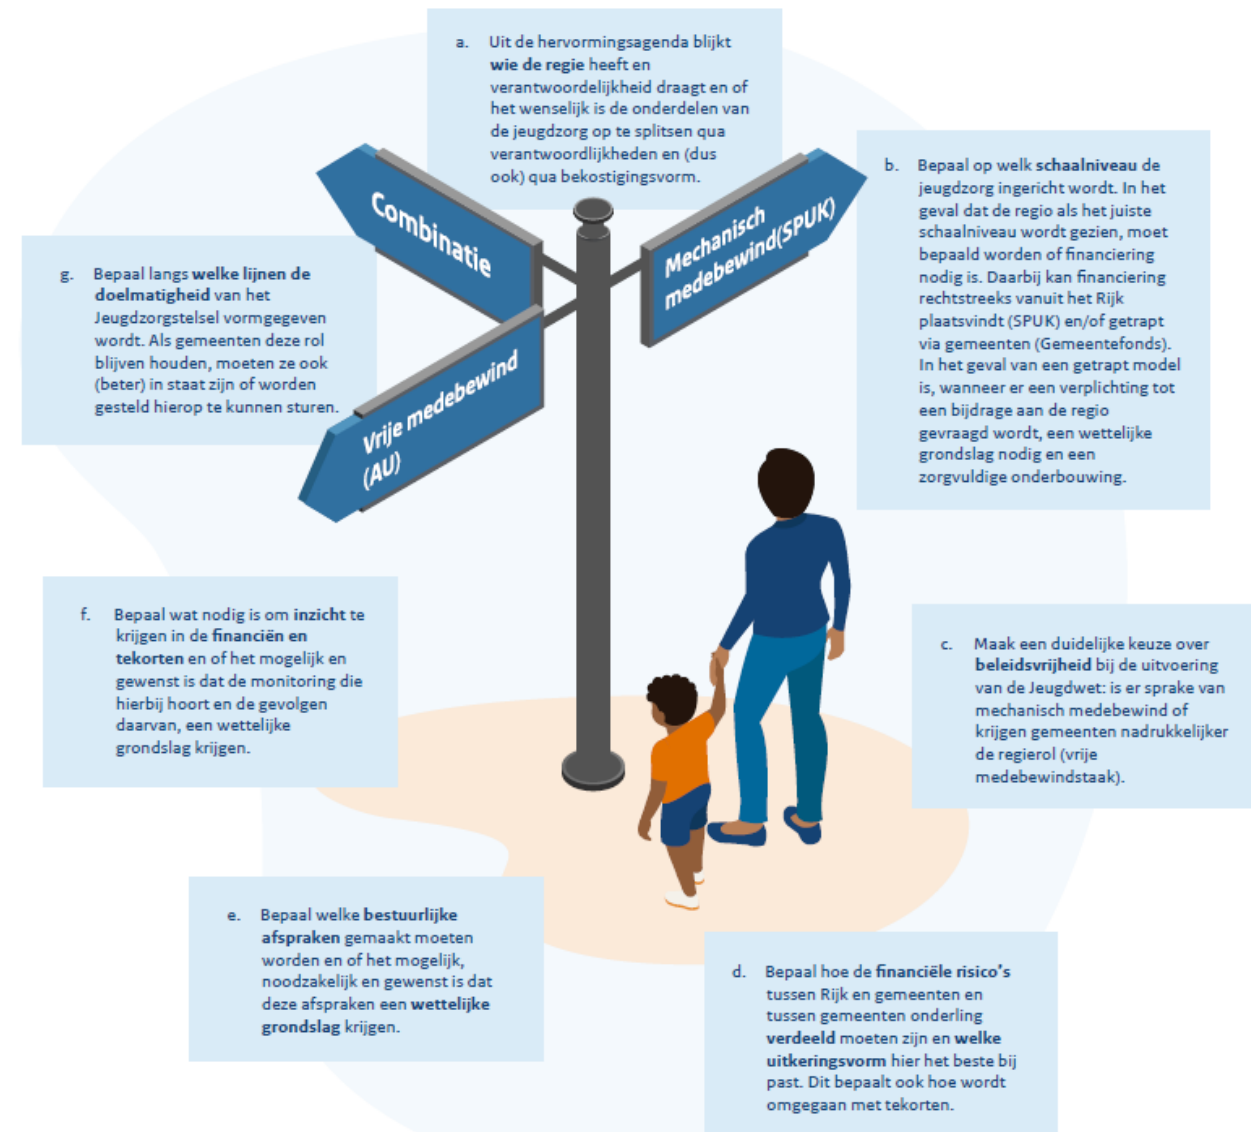 a. Uit de hervormingsagenda blijkt
wie de regie heeft en
verantwoordelijkheid draagt en of
het wenselijk is de onderdelen van
de jeugdzorg op te splitsen qua
verantwoordlijkheden en (dus
ook) qua bekostigingsvorm.
Combinatie
Mechanisch
medebewind(SPUK)
Vrije medebewind
(AU)
b. Bepaal op welk schaalniveau de
jeugdzorg ingericht wordt. In het
geval dat de regio als het juiste
schaalniveau wordt gezien, moet
bepaald worden of financiering
nodig is. Daarbij kan financiering
rechtstreeks vanuit het Rijk
plaatsvindt (SPUK) en/of getrapt
via gemeenten (Gemeentefonds).
In het geval van een getrapt model
is, wanneer er een verplichting tot
een bijdrage aan de regio
gevraagd wordt, een wettelijke
grondslag nodig en een
zorgvuldige onderbouwing.
c. Maak een duidelijke keuze over
beleidsvrijheid bij de uitvoering
van de Jeugdwet: is er sprake van
mechanisch medebewind of
krijgen gemeenten nadrukkelijker
de regierol (vrije
medebewindstaak).
d. Bepaal hoe de financiële risico's
tussen Rijk en gemeenten en
tussen gemeenten onderling
verdeeld moeten zijn en welke
uitkeringsvorm hier het beste bij
past. Dit bepaalt ook hoe wordt
omgegaan met tekorten.
e. Bepaal welke bestuurlijke
afspraken gemaakt moeten
worden en of het mogelijk,
noodzakelijk en gewenst is dat
deze afspraken een wettelijke
grondslag krijgen.
f. Bepaal wat nodig is om inzicht te
krijgen in de financiën en
tekorten en of het mogelijk en
gewenst is dat de monitoring die
hierbij hoort en de gevolgen
daarvan, een wettelijke
grondslag krijgen.
g. Bepaal langs welke lijnen de
doelmatigheid van het
Jeugdzorgstelsel vormgegeven
wordt. Als gemeenten deze rol
blijven houden, moeten ze ook
(beter) in staat zijn of worden
gesteld hierop te kunnen sturen.